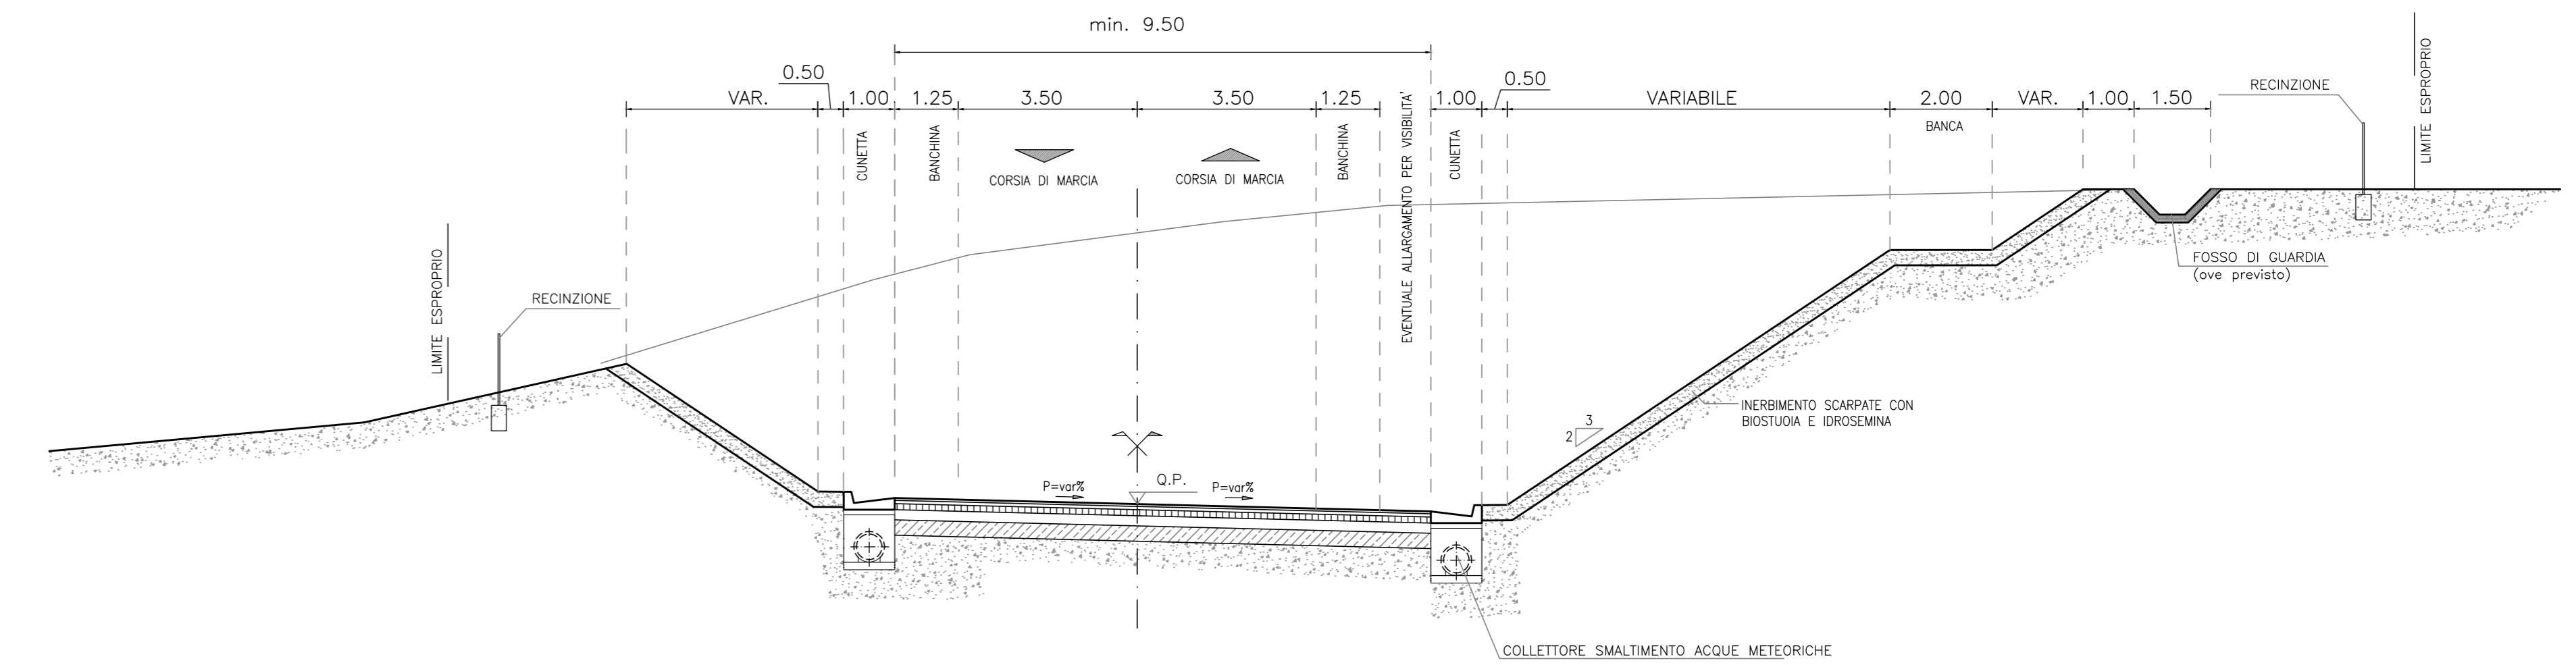 min. 9.50
0.50
0.50
VAR.
1.00
1.25
3.50
3.50
1.25
1.00
VARIABILE
2.00
VAR.
1.00
1.50
RECINZIONE
LIMITE ESPROPRIO
BANCA
CUNETTA
BANCHINA
CORSIA DI MARCIA
CORSIA DI MARCIA
BANCHINA
EVENTUALE ALLARGAMENTO PER VISIBILITA'
CUNETTA
LIMITE ESPROPRIO
RECINZIONE
FOSSO DI GUARDIA
(ove previsto)
INERBIMENTO SCARPATE CON
BIOSTUOIA E IDROSEMINA
3
2
P=var%
Q.P.
P=var%
COLLETTORE SMALTIMENTO ACQUE METEORICHE